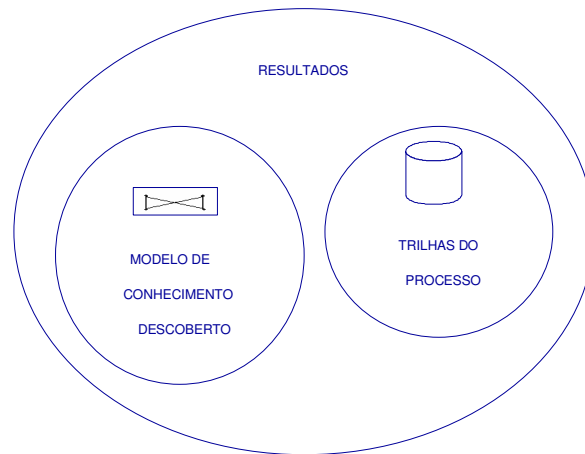 RESULTADOS
MODELO DE
CONHECIMENTO
DESCOBERTO
TRILHAS DO
PROCESSO